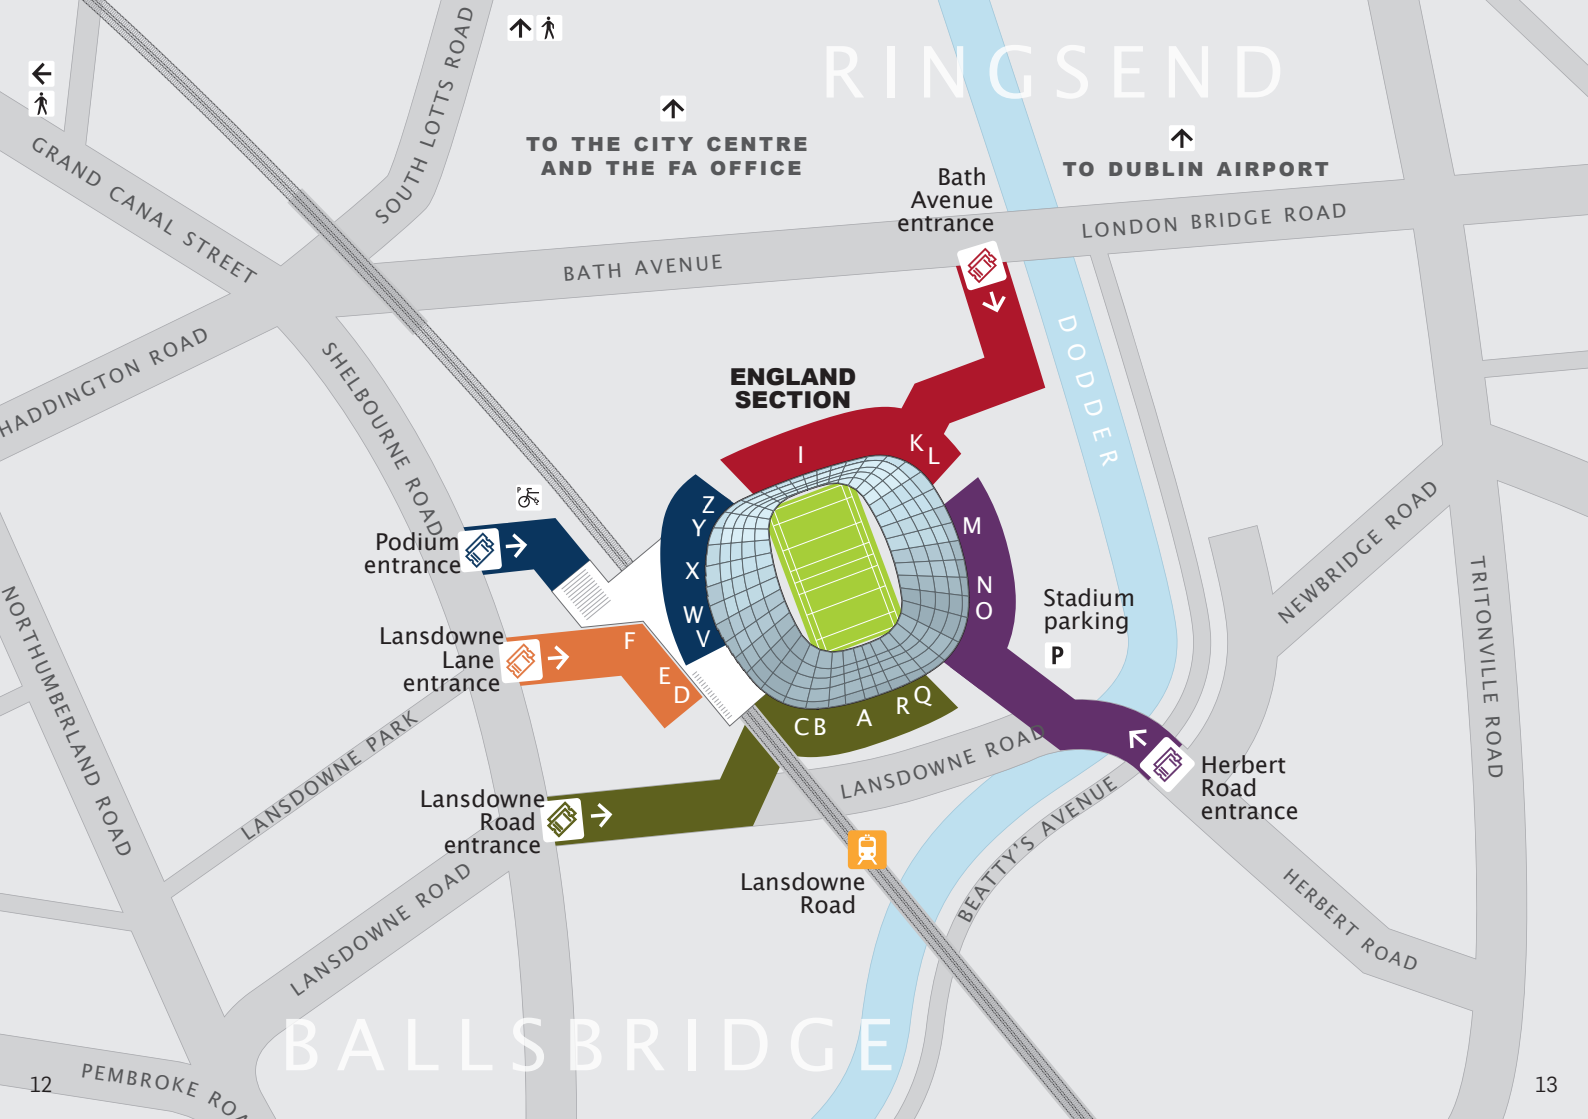 RINGSEND
SOUTH LOTTS ROAD
GRAND CANAL STREET
TO THE CITY CENTRE
AND THE FA OFFICE
TO DUBLIN AIRPORT
Bath
Avenue
entrance
LONDON BRIDGE ROAD
BATH AVENUE
HADDINGTON ROAD
SHELBOURNE ROAD
DODDER
ENGLAND
SECTION
I
K
L
Z
Y
X
W
V
M
N
O
P
Podium
entrance
Lansdowne
Lane
entrance
F
E
D
Stadium
parking
P
NEWBRIDGE ROAD
TRITONVILLE ROAD
NORTHUMBERLAND ROAD
LANSDOWNE PARK
C B A R Q
LANSDOWNE ROAD
Herbert
Road
entrance
Lansdowne
Road
entrance
BEATTY'S AVENUE
Lansdowne
Road
LANSDOWNE ROAD
HERBERT ROAD
BALLSBRIDGE
PEMBROKE ROA
12
13